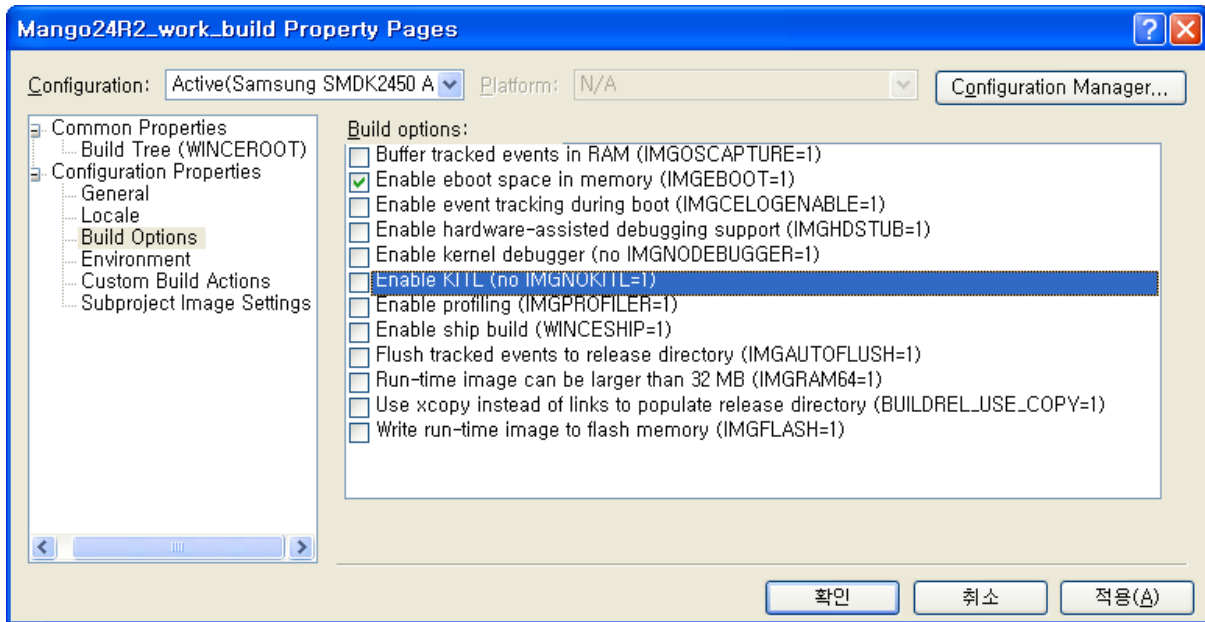 Mango24R2_work_build Property Pages
Configuration: Active(Samsung SMDK2450 A Platform: N/A Configuration Manager...
Common Properties
Build Tree (WINCEROOT)
Configuration Properties
General
Locale
Build Options
Environment
Custom Build Actions
Subproject Image Settings
Build options:
Buffer tracked events in RAM (IMGOSCAPTURE=1)
Enable eboot space in memory (IMGEBOOT=1)
Enable event tracking during boot (IMGCELOGENABLE=1)
Enable hardware-assisted debugging support (IMGHDSTUB=1)
Enable kernel debugger (no IMGNODEBUGGER=1)
Enable KITL (no IMGNOKITL=1)
Enable profiling (IMGPROFILER=1)
Enable ship build (WINCESHIP=1)
Flush tracked events to release directory (IMGAUTOFLUSH=1)
Run-time image can be larger than 32 MB (IMGRAM64=1)
Use xcopy instead of links to populate release directory (BUILDREL_USE_COPY=1)
Write run-time image to flash memory (IMGFLASH=1)
확인 취소 적용(A)